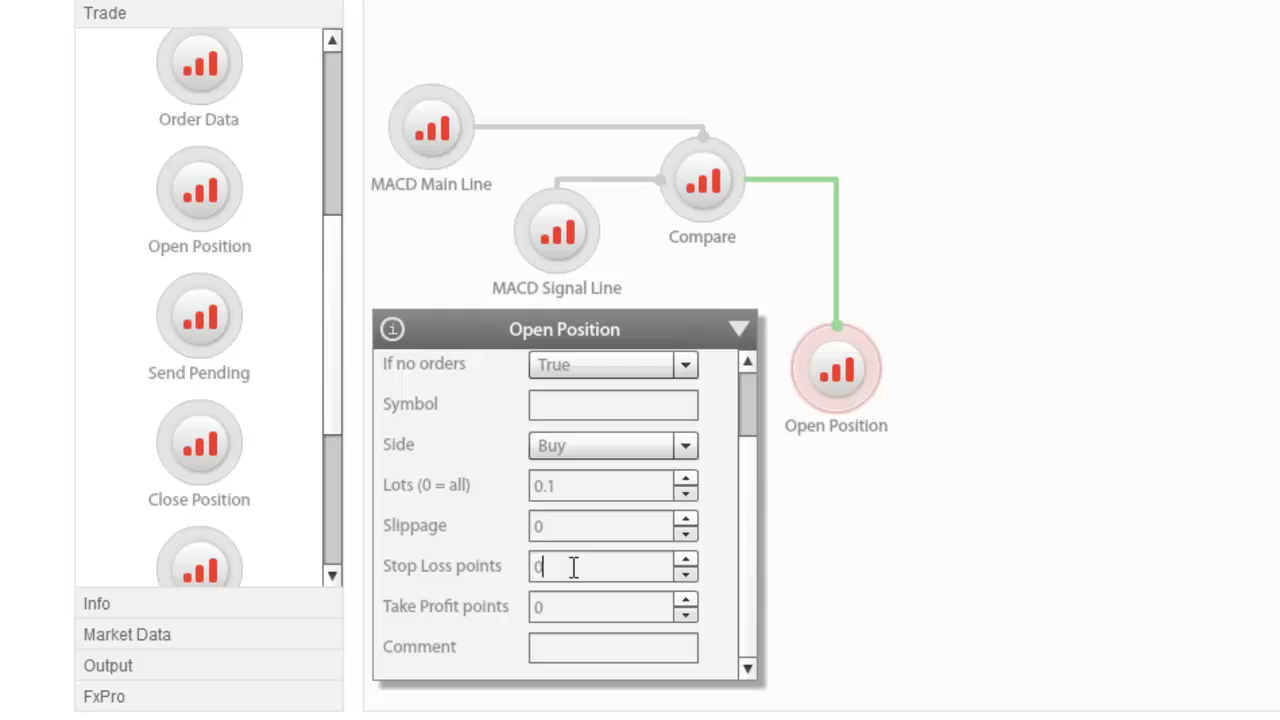 Trade
Order Data
Open Position
Send Pending
Close Position
Info
Market Data
Output
FxPro
MACD Main Line
Compare
MACD Signal Line
Open Position
Open Position
If no orders True
Symbol
Side Buy
Lots (0 = all) 0.1
Slippage 0
Stop Loss points 0
Take Profit points 0
Comment